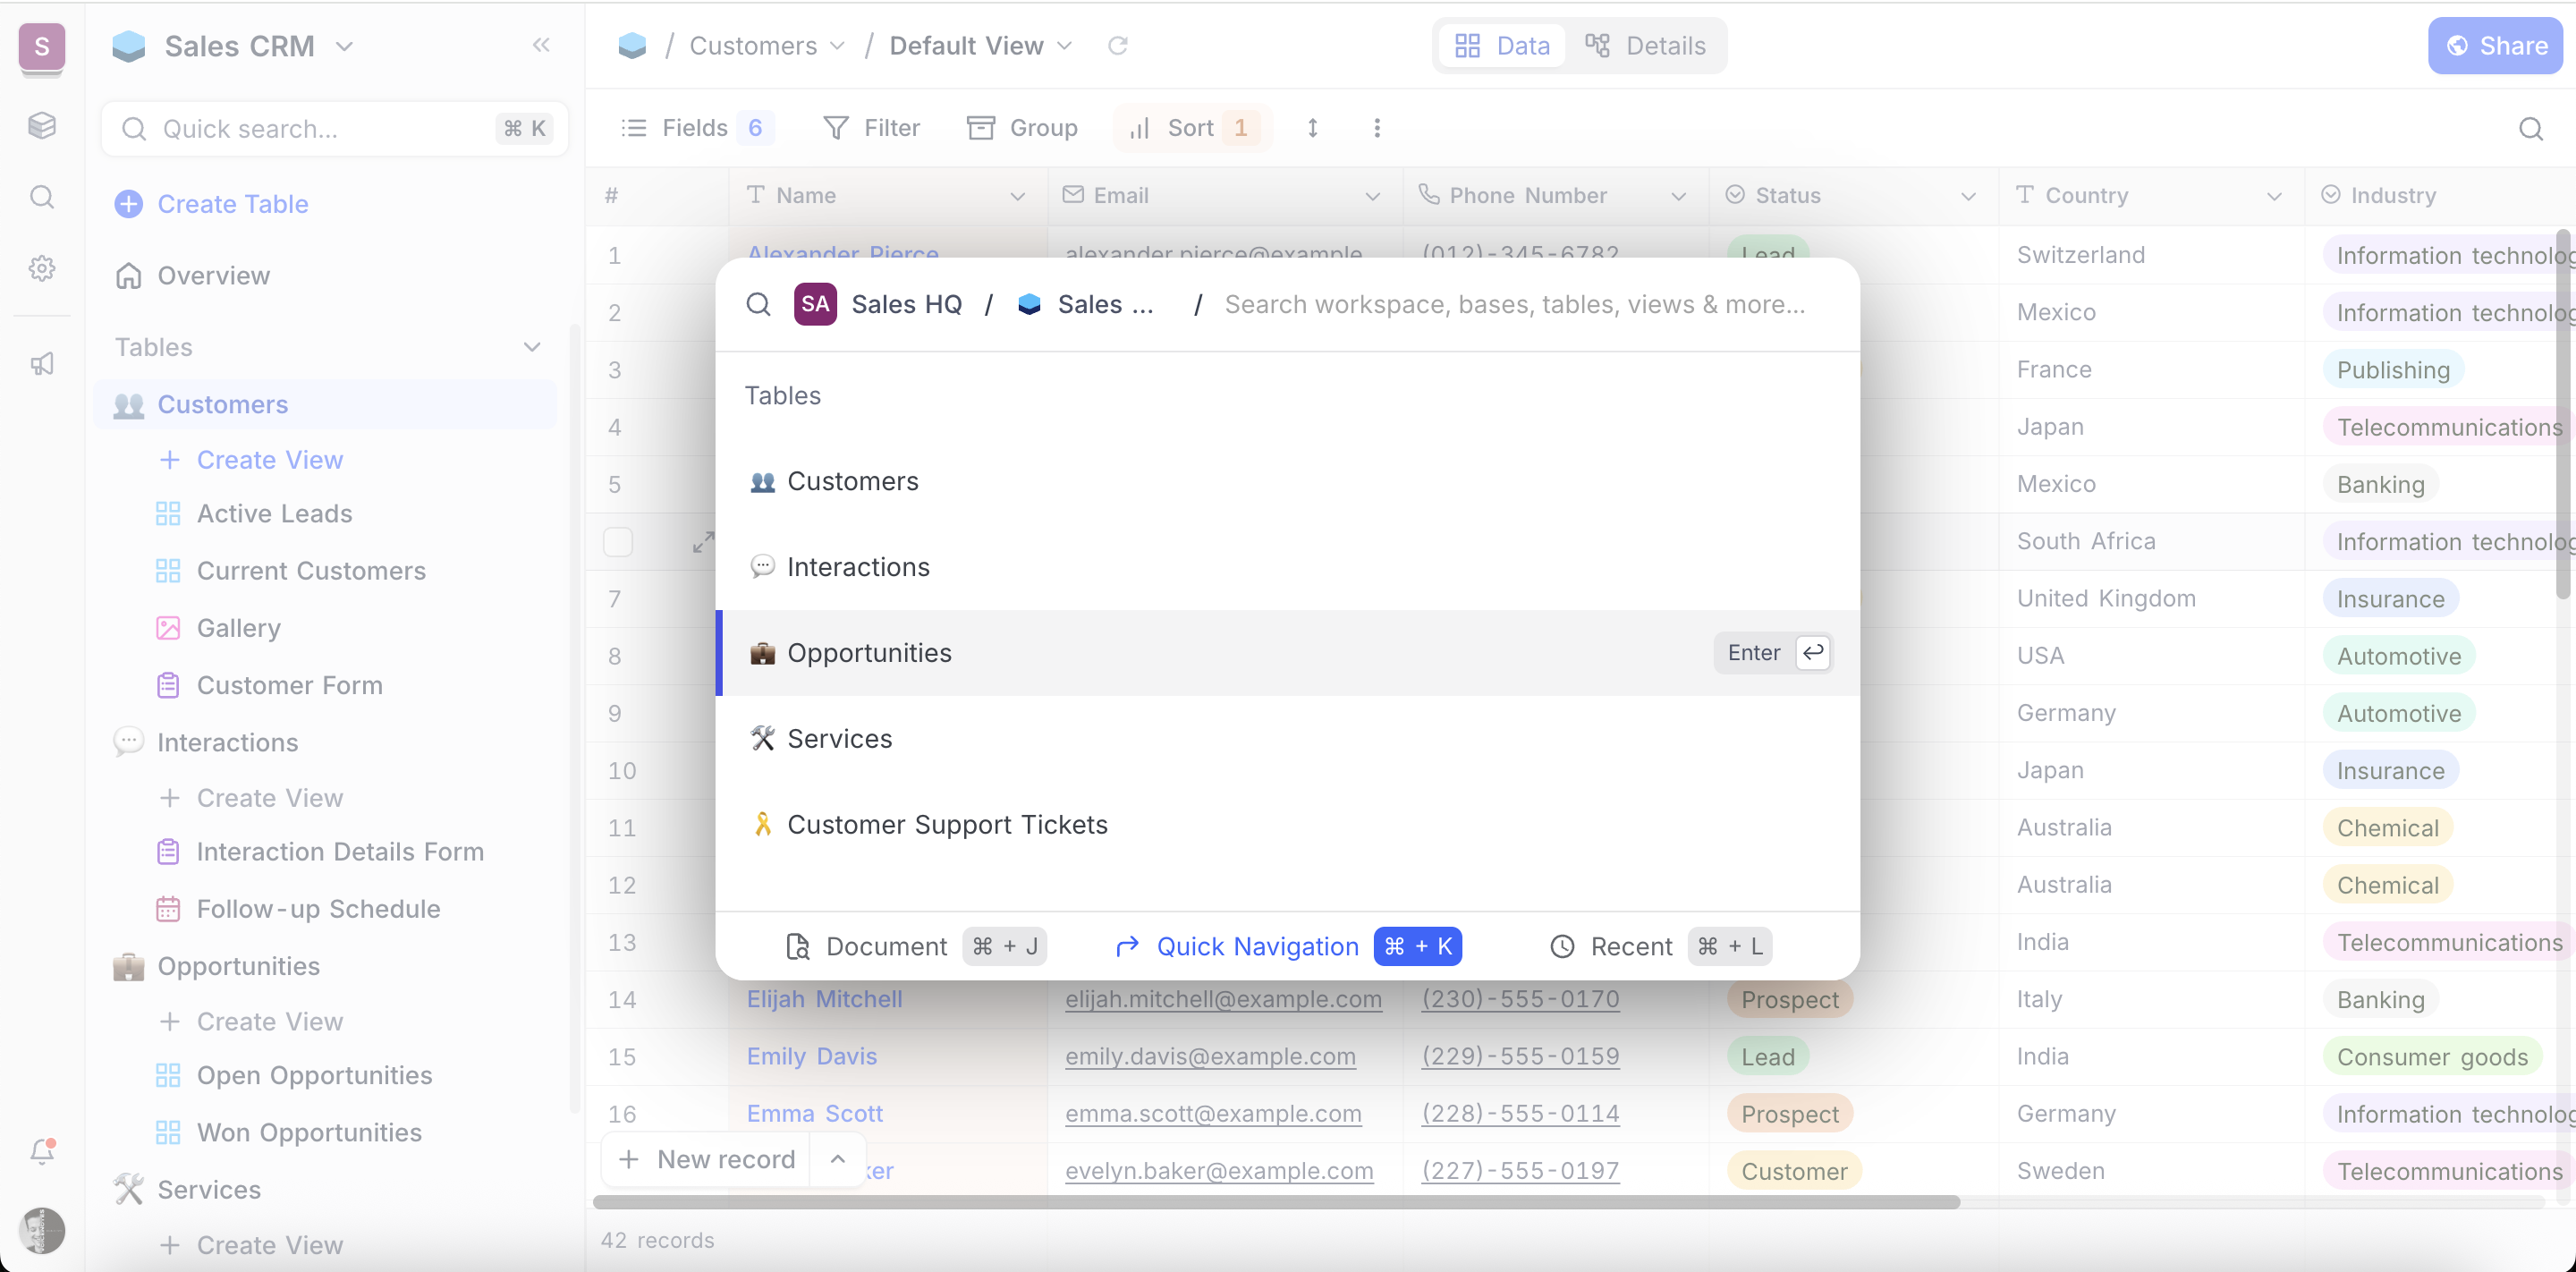 S
Sales CRM
Quick search...
⌘ K
Create Table
Overview
Tables
Customers
Create View
Active Leads
Current Customers
Gallery
Customer Form
Interactions
Create View
Interaction Details Form
Follow-up Schedule
Opportunities
Create View
Open Opportunities
Won Opportunities
Services
Create View
/ Customers / Default View
Data
Details
Share
Fields 6
Filter
Group
Sort 1
# Name Email Phone Number Status Country Industry
1 Alexander Pierce alexander.pierce@example (012)-345-6782 Lead Switzerland Information technolog
2 Mexico Information technolog
3 France Publishing
4 Japan Telecommunications
5 Mexico Banking
South Africa Information technolog
7 United Kingdom Insurance
8 USA Automotive
9 Germany Automotive
10 Japan Insurance
11 Australia Chemical
12 Australia Chemical
13 India Telecommunications
14 Elijah Mitchell elijah.mitchell@example.com (230)-555-0170 Prospect Italy Banking
15 Emily Davis emily.davis@example.com (229)-555-0159 Lead India Consumer goods
16 Emma Scott emma.scott@example.com (228)-555-0114 Prospect Germany Information technolog
ker evelyn.baker@example.com (227)-555-0197 Customer Sweden Telecommunications
New record
42 records
SA Sales HQ / Sales ... / Search workspace, bases, tables, views & more...
Tables
Customers
Interactions
Opportunities
Enter
Services
Customer Support Tickets
Document ⌘ + J
Quick Navigation ⌘ + K
Recent ⌘ + L